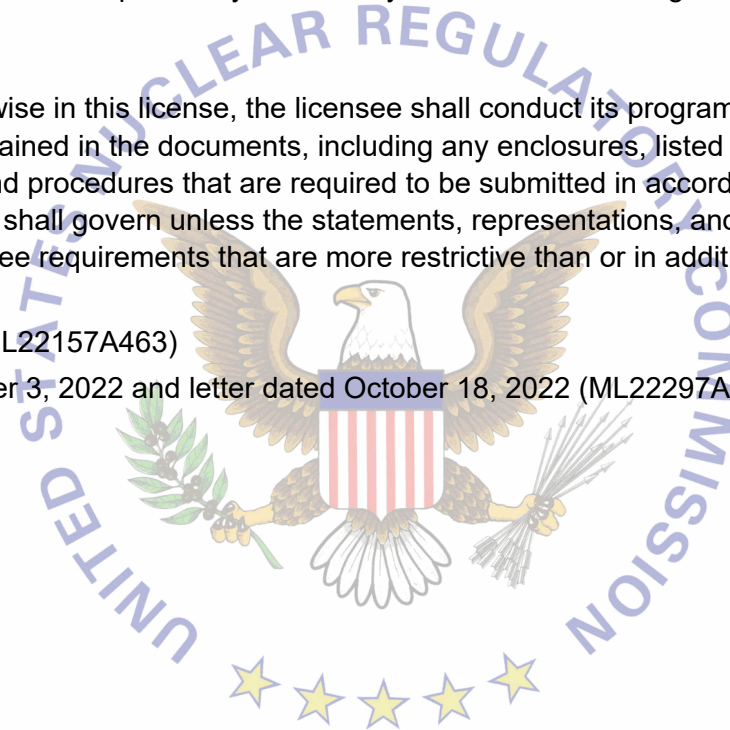 UNITED STATES NUCLEAR REGULATORY COMMISSION
wise in this license, the licensee shall conduct its program
ained in the documents, including any enclosures, listed
nd procedures that are required to be submitted in accord
shall govern unless the statements, representations, and
ee requirements that are more restrictive than or in additi
L22157A463)
er 3, 2022 and letter dated October 18, 2022 (ML22297A